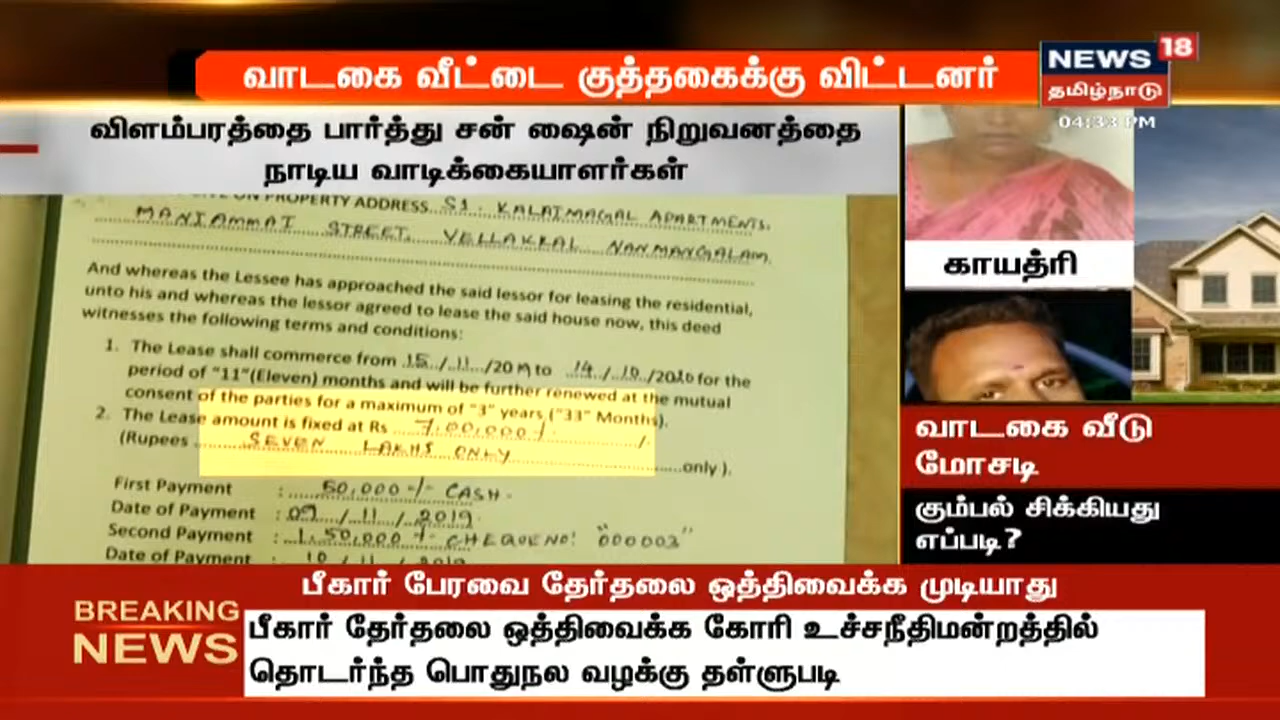 வாடகை வீட்டை குத்தகைக்கு விட்டனர்
NEWS 18
தமிழ்நாடு
04:33 PM
விளம்பரத்தை பார்த்து சன் ஷைன் நிறுவனத்தை
நாடிய வாடிக்கையாளர்கள்
ON PROPERTY ADDRESS S1. KALAIMAGAL APARTMENTS.
MANIAMMAI STREET, VELLAKKAL NANMANGALAM
And whereas the Lessee has approached the said lessor for leasing the residential,
unto his and whereas the lessor agreed to lease the said house now, this deed
witnesses the following terms and conditions:
1. The Lease shall commence from 15/11/2019 to 14/10/2020 for the
period of "11"(Eleven) months and will be further renewed at the mutual
consent of the parties for a maximum of "3" years ("33" Months).
2. The Lease amount is fixed at Rs 7,00,000/- /-
(Rupees SEVEN LAKHS ONLY only ).
First Payment : 50,000/- CASH
Date of Payment : 09/11/2019
Second Payment : 1,50,000/- CHEQUE NO: "000003"
Date of Payment 10/11/2019
காயத்ரி
வாடகை வீடு
மோசடி
கும்பல் சிக்கியது
எப்படி?
பீகார் பேரவை தேர்தலை ஒத்திவைக்க முடியாது
BREAKING
NEWS
பீகார் தேர்தலை ஒத்திவைக்க கோரி உச்சநீதிமன்றத்தில்
தொடர்ந்த பொதுநல வழக்கு தள்ளுபடி